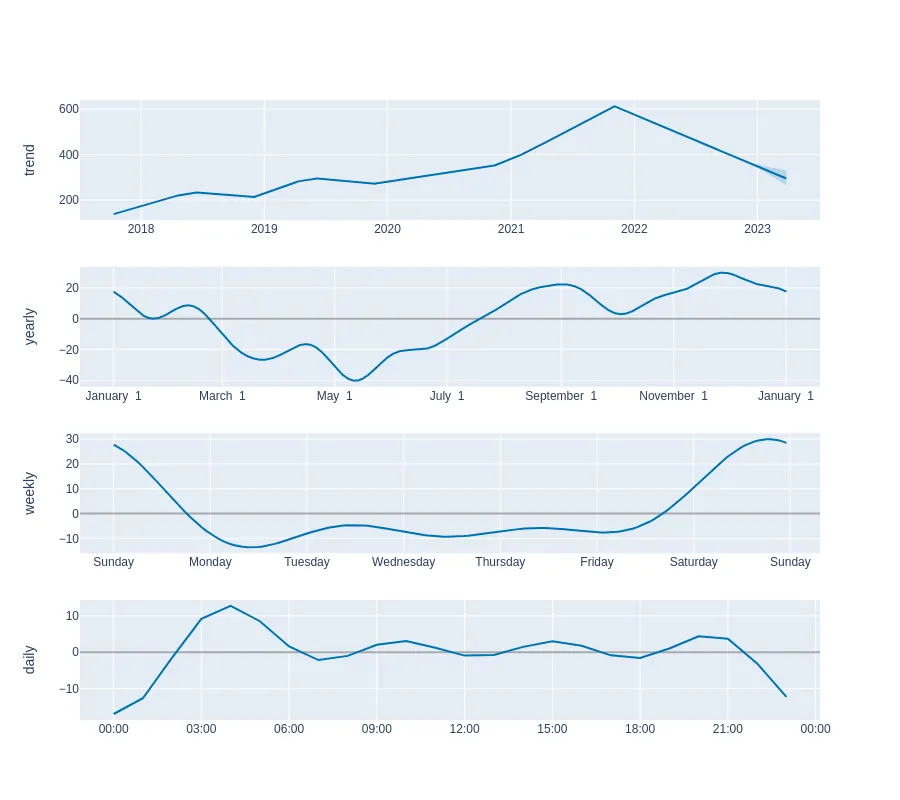 trend
600
400
200
2018 2019 2020 2021 2022 2023
yearly
20
0
−20
−40
January 1 March 1 May 1 July 1 September 1 November 1 January 1
weekly
30
20
10
0
−10
Sunday Monday Tuesday Wednesday Thursday Friday Saturday Sunday
daily
10
0
−10
00:00 03:00 06:00 09:00 12:00 15:00 18:00 21:00 00:00